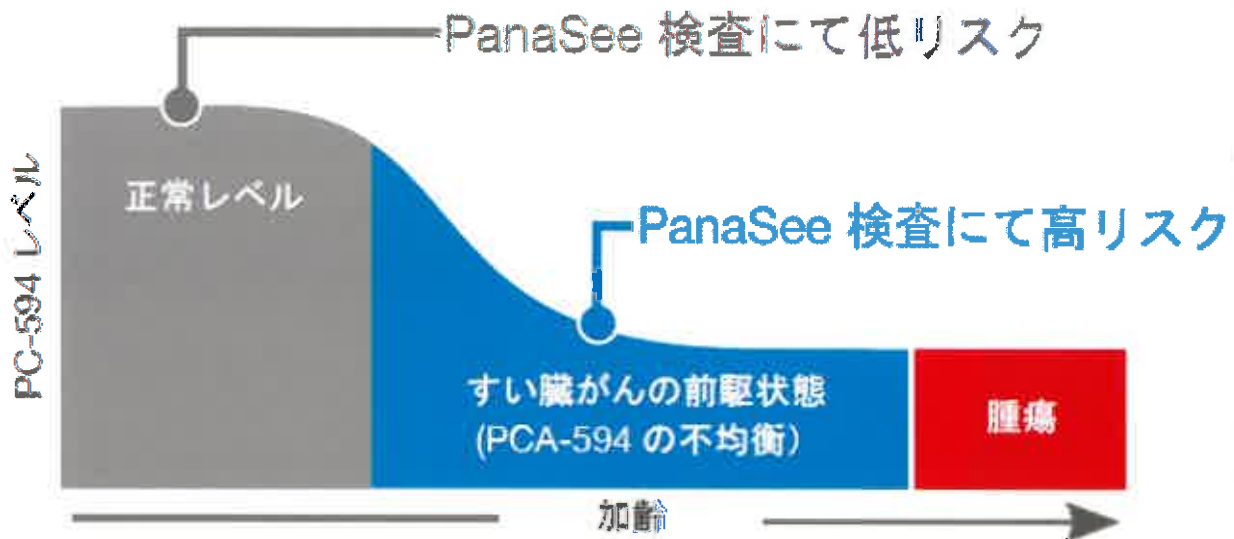 PanaSee 検査にて低リスク
正常レベル
PanaSee 検査にて高リスク
PC-594 レベル
すい臓がんの前駆状態
(PCA-594 の不均衡)
腫瘍
加齢